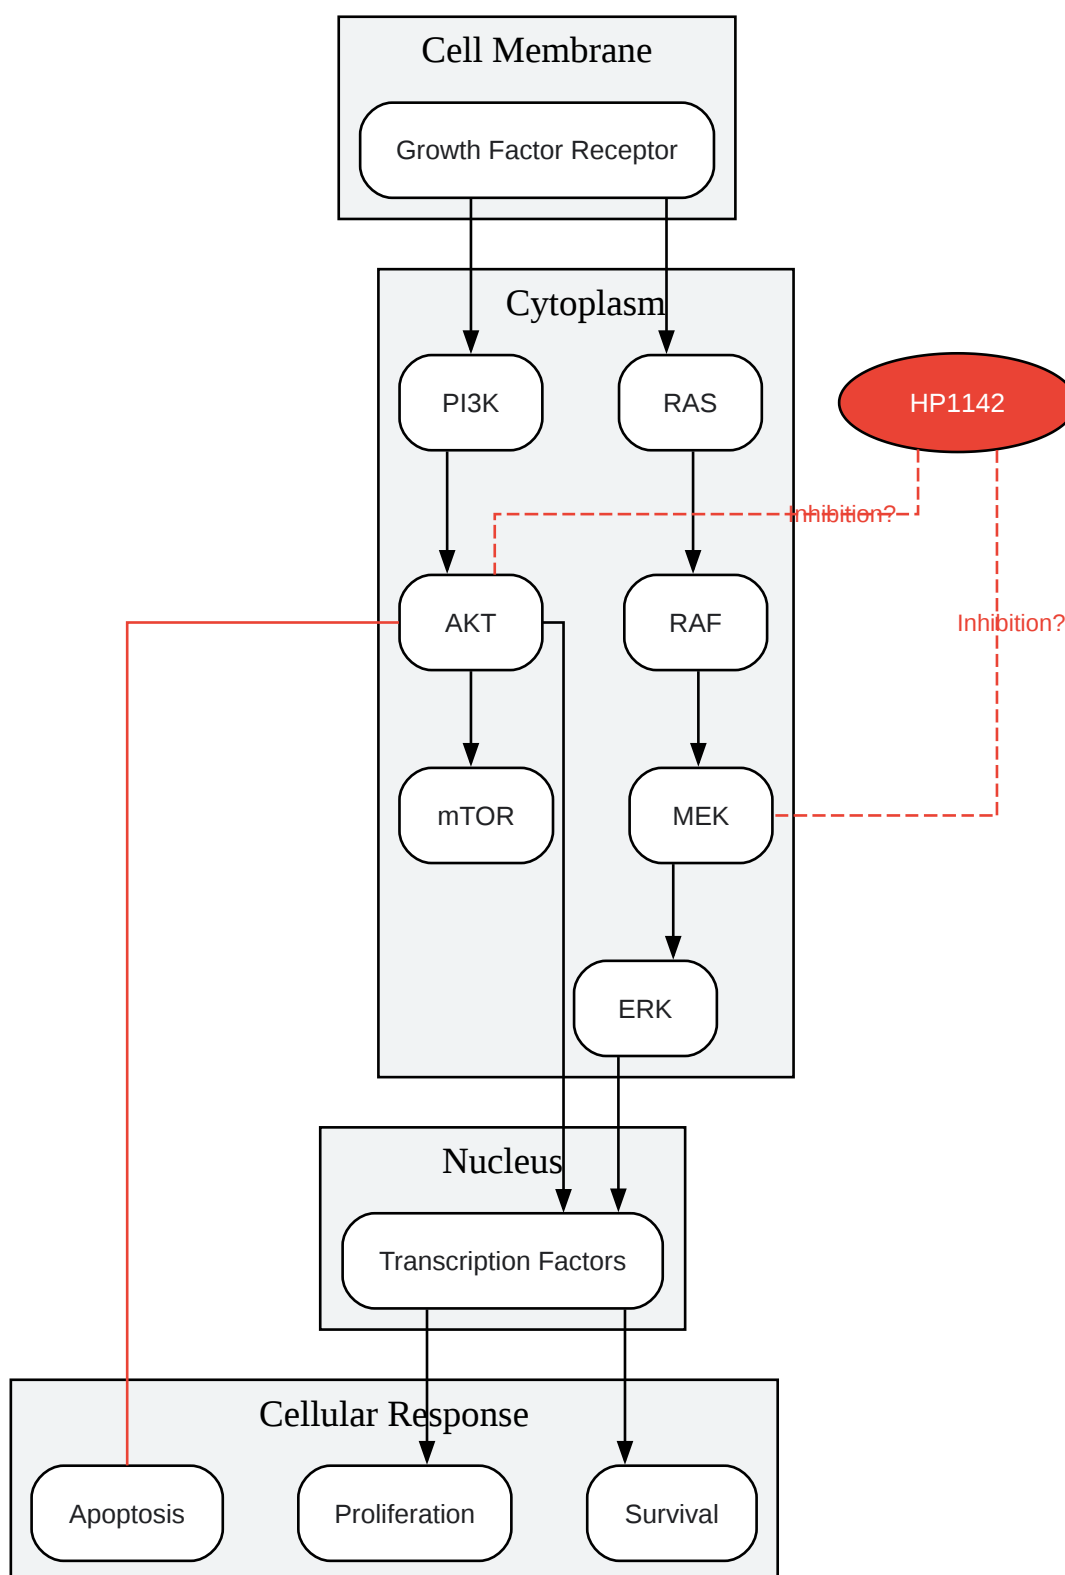 Cell Membrane
Growth Factor Receptor
Cytoplasm
PI3K
RAS
HP1142
Inhibition?
AKT
RAF
Inhibition?
mTOR
MEK
ERK
Nucleus
Transcription Factors
Cellular Response
Apoptosis
Proliferation
Survival